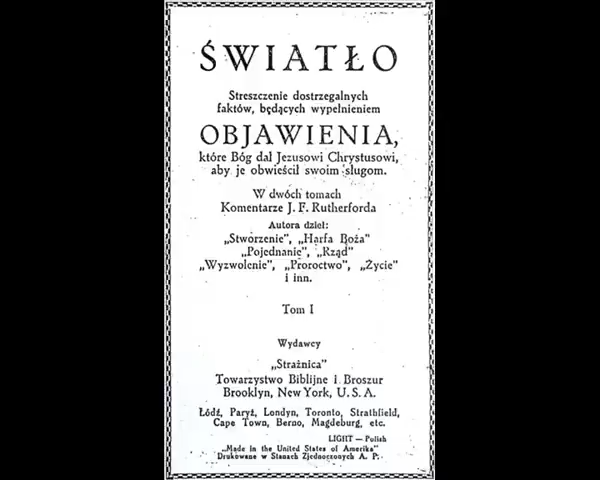 ŚWIATŁO
Streszczenie dostrzegalnych
faktów, będących wypełnieniem
OBJAWIENIA,
które Bóg dał Jezusowi Chrystusowi,
aby je obwieścił swoim sługom.
W dwóch tomach
Komentarze J. F. Rutherforda
Autora dzieł:
„Stworzenie”, „Harfa Boża”
„Pojednanie”, „Rząd”
„Wyzwolenie”, „Proroctwo”, „Życie”
i inn.
Tom I
Wydawcy
„Strażnica”
Towarzystwo Biblijne i Broszur
Brooklyn, New York, U. S. A.
Łódź, Paryż, Londyn, Toronto, Strathfield,
Cape Town, Berno, Magdeburg, etc.
LIGHT — Polish
„Made in the United States of Amerika”
Drukowane w Stanach Zjednoczonych A. P.